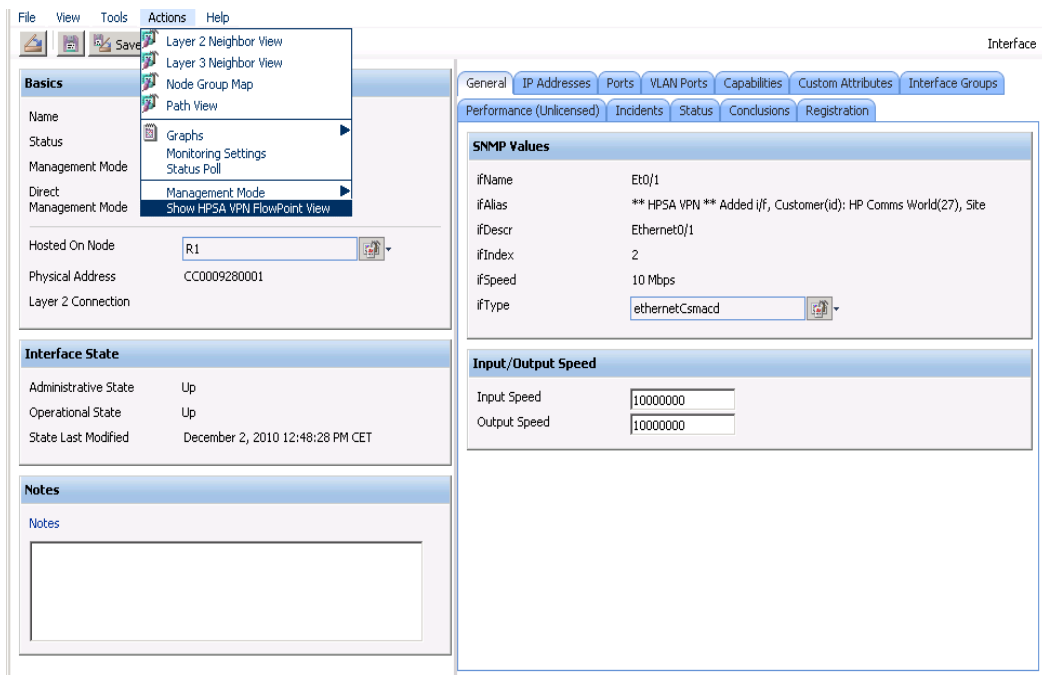 File View Tools Actions Help
Save
Interface
Layer 2 Neighbor View
Layer 3 Neighbor View
Node Group Map
Path View
Graphs
Monitoring Settings
Status Poll
Management Mode
Show HPSA VPN FlowPoint View
Basics
Name
Status
Management Mode
Direct
Management Mode
Hosted On Node R1
Physical Address CC0009280001
Layer 2 Connection
Interface State
Administrative State Up
Operational State Up
State Last Modified December 2, 2010 12:48:28 PM CET
Notes
Notes
General IP Addresses Ports VLAN Ports Capabilities Custom Attributes Interface Groups
Performance (Unlicensed) Incidents Status Conclusions Registration
SNMP Values
ifName Et0/1
ifAlias ** HPSA VPN ** Added i/f, Customer(id): HP Comms World(27), Site
ifDescr Ethernet0/1
ifIndex 2
ifSpeed 10 Mbps
ifType ethernetCsmacd
Input/Output Speed
Input Speed 10000000
Output Speed 10000000